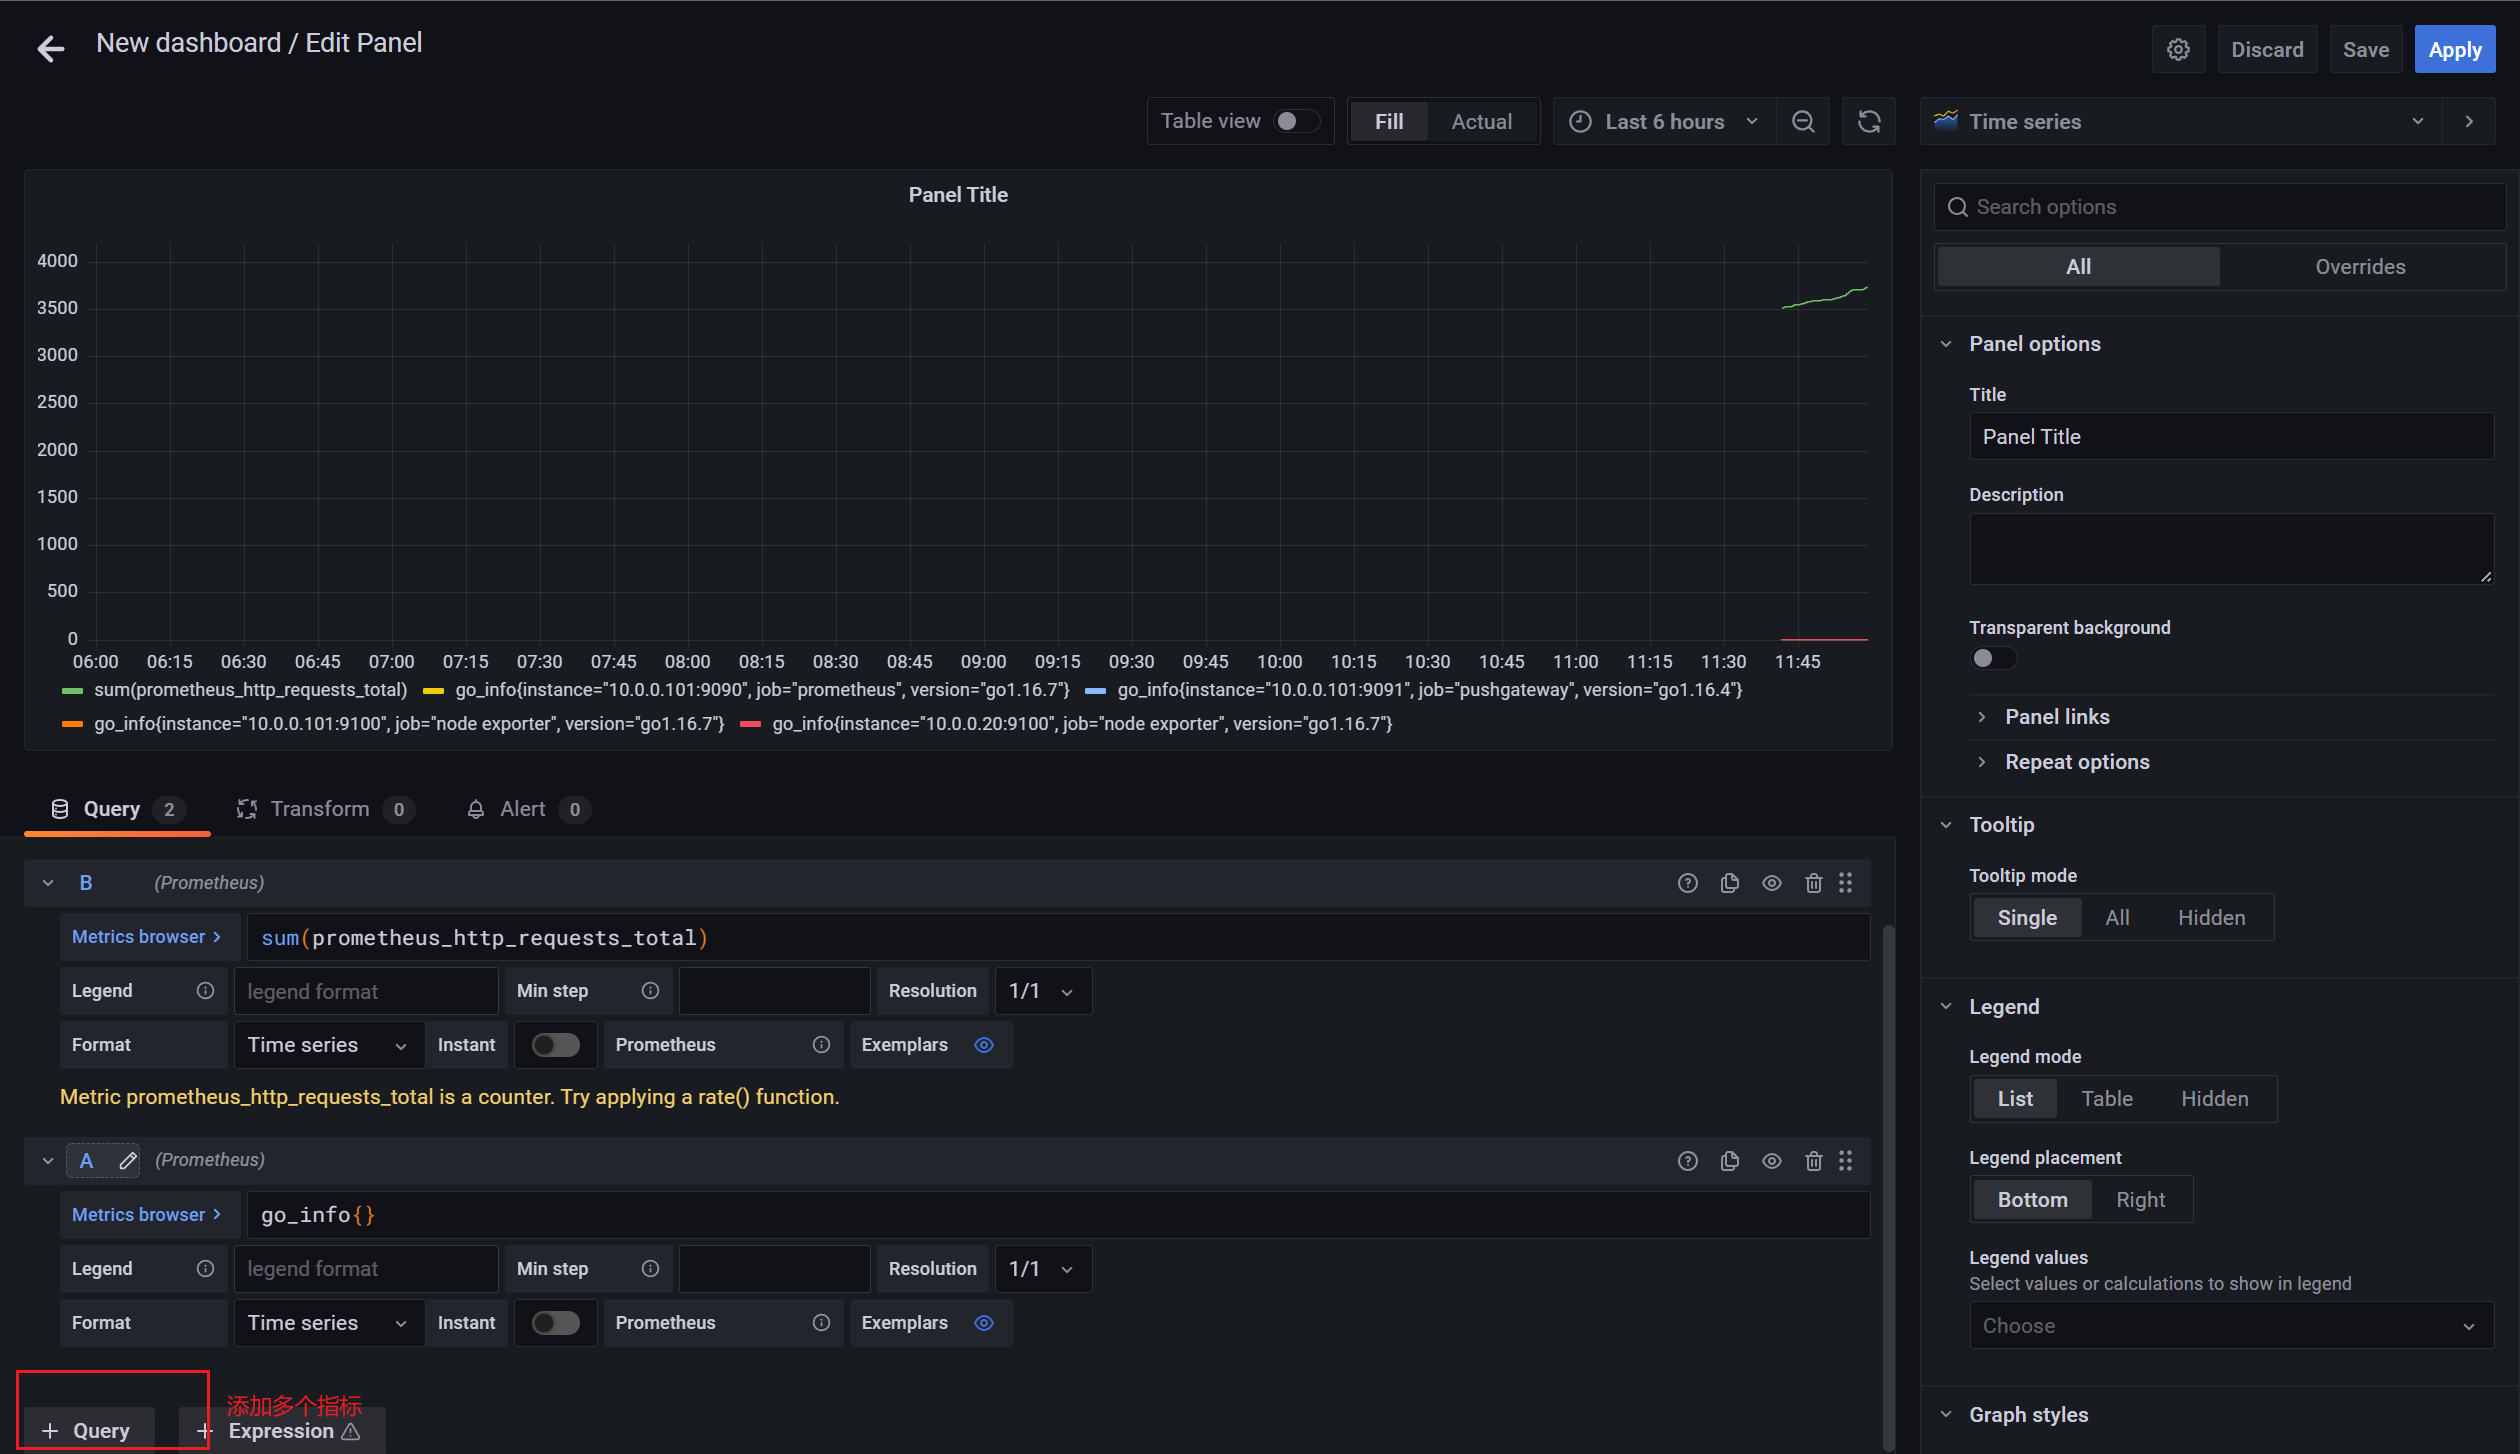 New dashboard / Edit Panel
Discard
Save
Apply
Table view
Fill
Actual
Last 6 hours
Time series
Panel Title
4000
3500
3000
2500
2000
1500
1000
500
0
06:00 06:15 06:30 06:45 07:00 07:15 07:30 07:45 08:00 08:15 08:30 08:45 09:00 09:15 09:30 09:45 10:00 10:15 10:30 10:45 11:00 11:15 11:30 11:45
sum(prometheus_http_requests_total) go_info{instance="10.0.0.101:9090", job="prometheus", version="go1.16.7"} go_info{instance="10.0.0.101:9091", job="pushgateway", version="go1.16.4"}
go_info{instance="10.0.0.101:9100", job="node exporter", version="go1.16.7"} go_info{instance="10.0.0.20:9100", job="node exporter", version="go1.16.7"}
Query 2
Transform 0
Alert 0
B (Prometheus)
Metrics browser > sum(prometheus_http_requests_total)
Legend legend format Min step Resolution 1/1
Format Time series Instant Prometheus Exemplars
Metric prometheus_http_requests_total is a counter. Try applying a rate() function.
A (Prometheus)
Metrics browser > go_info{}
Legend legend format Min step Resolution 1/1
Format Time series Instant Prometheus Exemplars
添加多个指标
+ Query
+ Expression
Search options
All
Overrides
Panel options
Title
Panel Title
Description
Transparent background
Panel links
Repeat options
Tooltip
Tooltip mode
Single All Hidden
Legend
Legend mode
List Table Hidden
Legend placement
Bottom Right
Legend values
Select values or calculations to show in legend
Choose
Graph styles